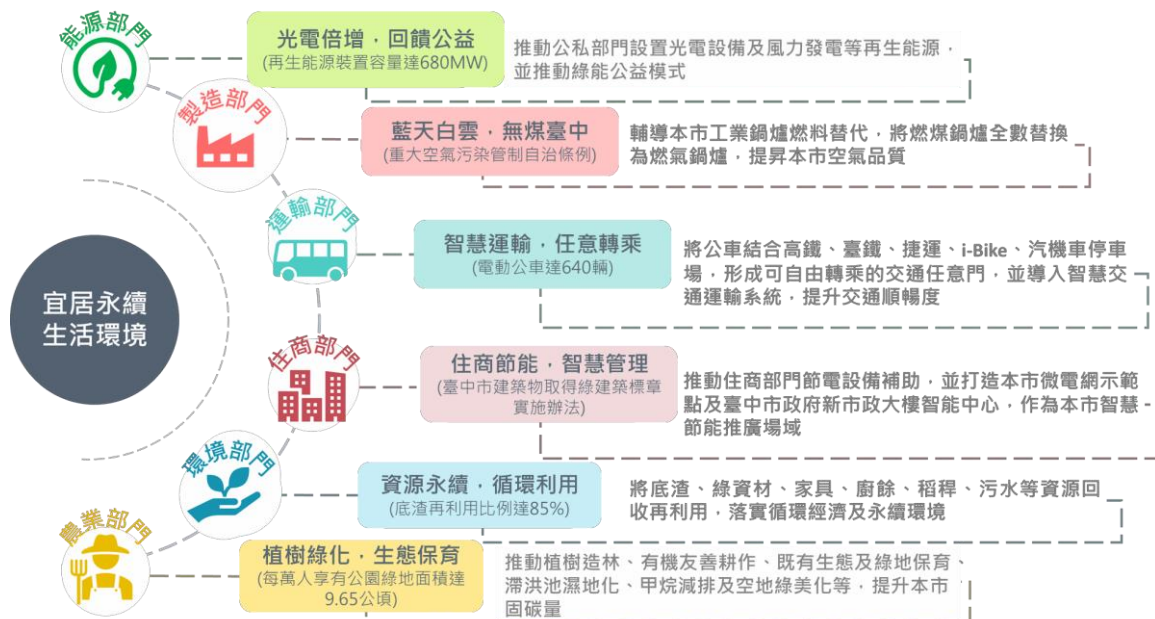 能源部門
光電倍增，回饋公益
(再生能源裝置容量達680MW)
推動公私部門設置光電設備及風力發電等再生能源，
並推動綠能公益模式
製造部門
藍天白雲，無煤臺中
(重大空氣污染管制自治條例)
輔導本市工業鍋爐燃料替代，將燃煤鍋爐全數替換
為燃氣鍋爐，提昇本市空氣品質
運輸部門
智慧運輸，任意轉乘
(電動公車達640輛)
將公車結合高鐵、臺鐵、捷運、i-Bike、汽機車停車
場，形成可自由轉乘的交通任意門，並導入智慧交
通運輸系統，提升交通順暢度
宜居永續
生活環境
住商部門
住商節能，智慧管理
(臺中市建築物取得綠建築標章
實施辦法)
推動住商部門節電設備補助，並打造本市微電網示範
點及臺中市政府新市政大樓智能中心，作為本市智慧
節能推廣場域
環境部門
資源永續，循環利用
(底渣再利用比例達85%)
將底渣、綠資材、家具、廚餘、稻稈、污水等資源回
收再利用，落實循環經濟及永續環境
農業部門
植樹綠化，生態保育
(每萬人享有公園綠地面積達
9.65公頃)
推動植樹造林、有機友善耕作、既有生態及綠地保育、
滯洪池濕地化、甲烷減排及空地綠美化等，提升本市
固碳量